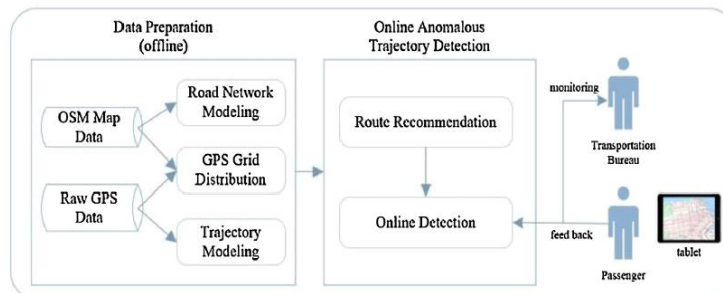 Data Preparation
(offline)
OSM Map
Data
Raw GPS
Data
Road Network
Modeling
GPS Grid
Distribution
Trajectory
Modeling
Online Anomalous
Trajectory Detection
Route Recommendation
Online Detection
monitoring
Transportation
Bureau
feed back
Passenger
tablet